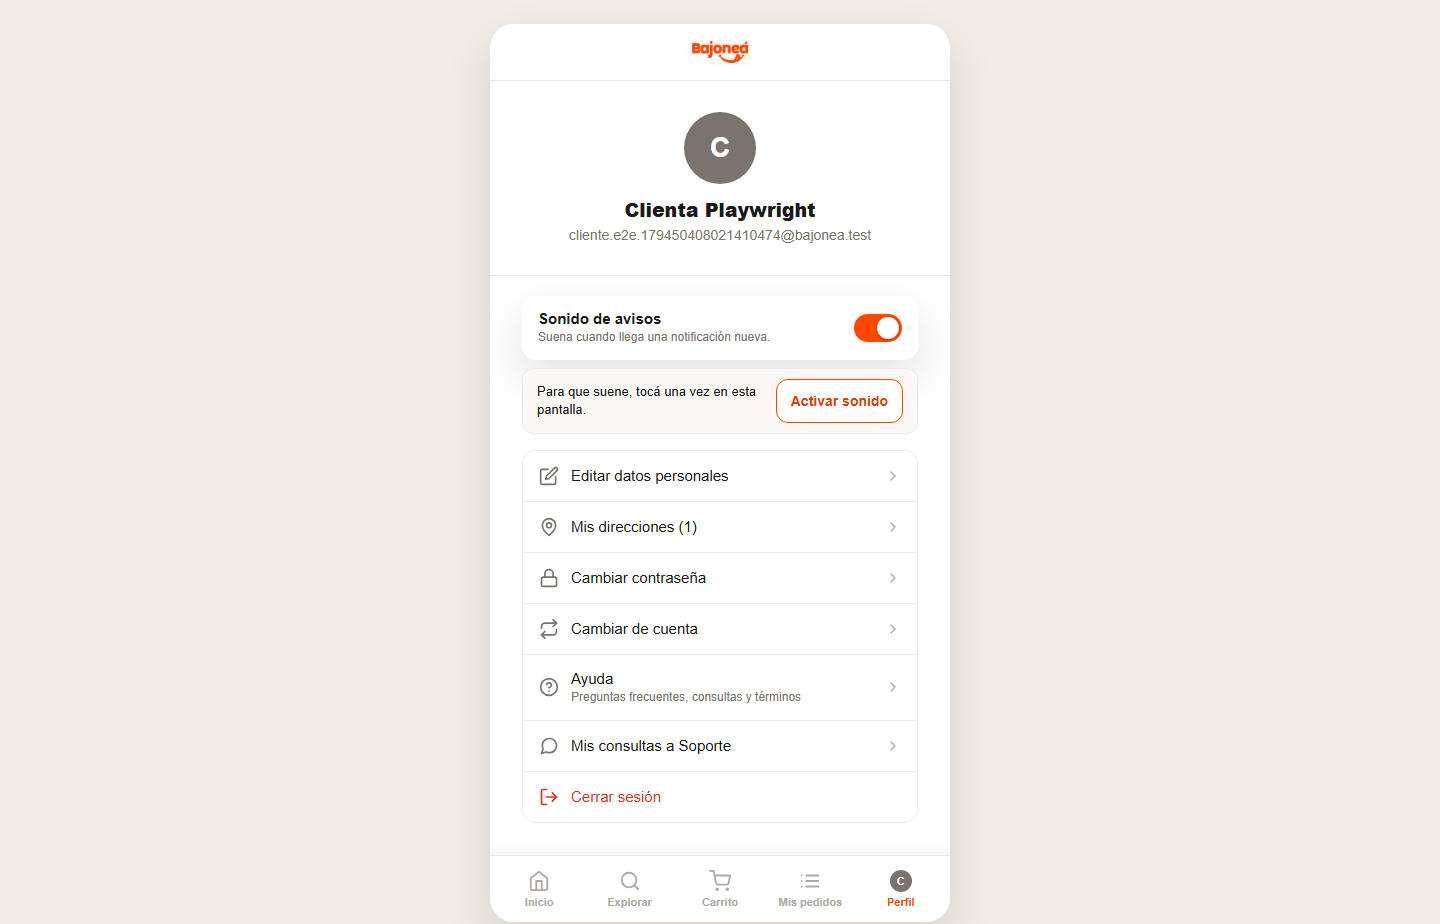 Bajoneá
C
Clienta Playwright
cliente.e2e.179450408021410474@bajonea.test
Sonido de avisos
Suena cuando llega una notificación nueva.
Para que suene, tocá una vez en esta
pantalla.
Activar sonido
Editar datos personales
Mis direcciones (1)
Cambiar contraseña
Cambiar de cuenta
Ayuda
Preguntas frecuentes, consultas y términos
Mis consultas a Soporte
Cerrar sesión
Inicio
Explorar
Carrito
Mis pedidos
C
Perfil